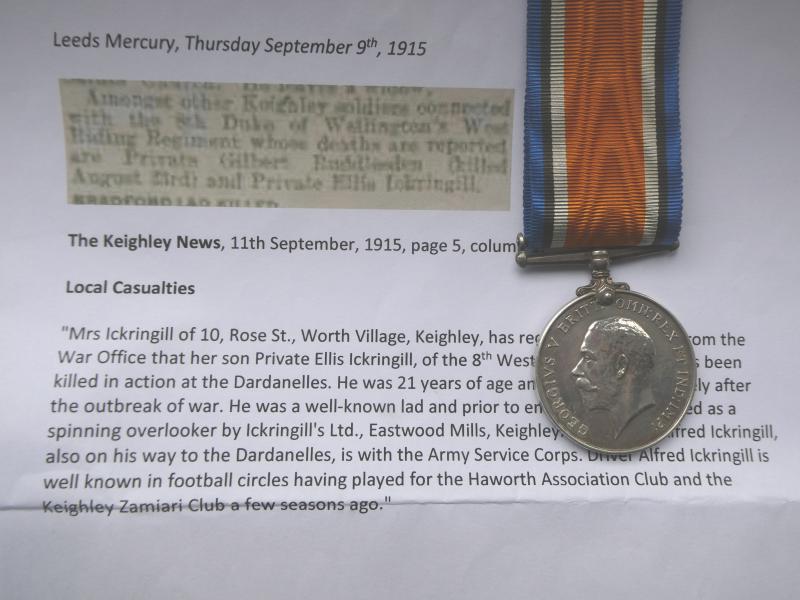 Leeds Mercury, Thursday September 9th, 1915
Amongst other Keighley soldiers connected
with the 8th Duke of Wellington's West
Riding Regiment whose deaths are reported
are Private Gilbert Ruddlesden (killed
August 23rd) and Private Ellis Ickringill.
The Keighley News, 11th September, 1915, page 5, colum
Local Casualties
"Mrs Ickringill of 10, Rose St., Worth Village, Keighley, has rom the
War Office that her son Private Ellis Ickringill, of the 8th West been
killed in action at the Dardanelles. He was 21 years of age an ly after
the outbreak of war. He was a well-known lad and prior to en ed as a
spinning overlooker by Ickringill's Ltd., Eastwood Mills, Keighley. lfred Ickringill,
also on his way to the Dardanelles, is with the Army Service Corps. Driver Alfred Ickringill is
well known in football circles having played for the Haworth Association Club and the
Keighley Zamiari Club a few seasons ago."
GEORGIVS V BRITT OMN:REX ET IND:IMP: